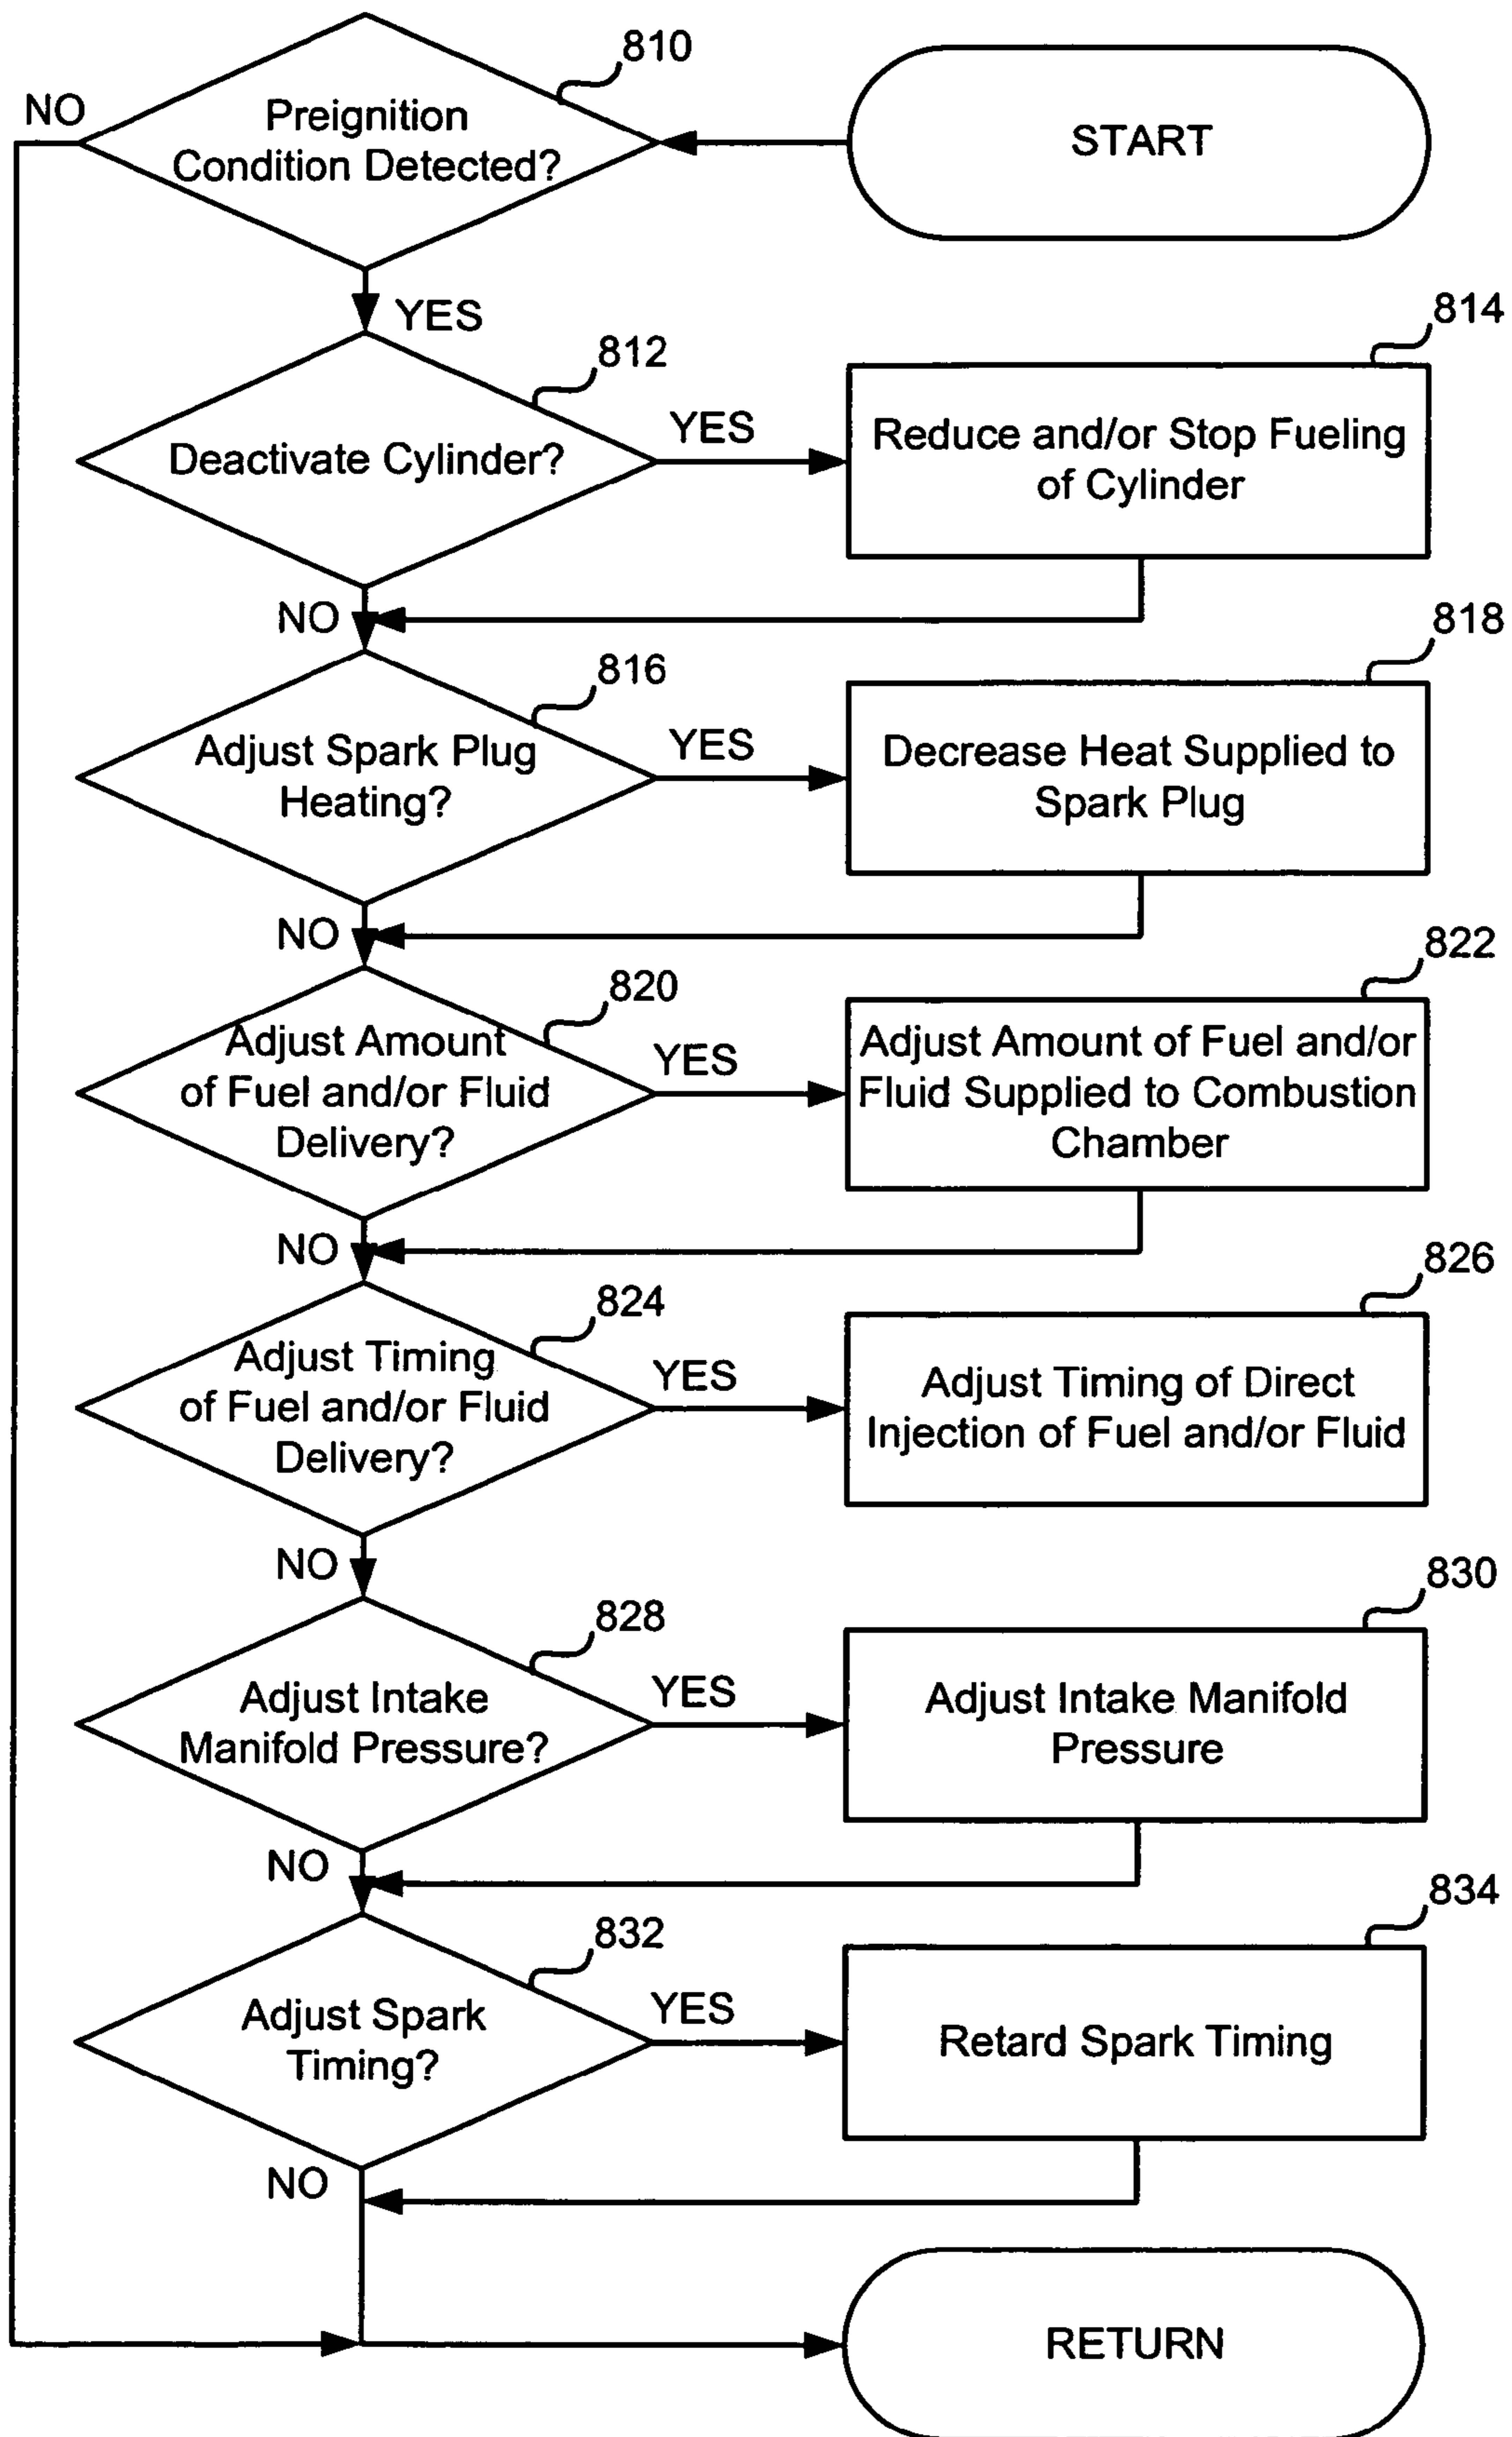 810
NO
Preignition
Condition Detected?
START
YES
812
814
Deactivate Cylinder?
YES
Reduce and/or Stop Fueling
of Cylinder
NO
816
818
Adjust Spark Plug
Heating?
YES
Decrease Heat Supplied to
Spark Plug
NO
820
822
Adjust Amount
of Fuel and/or Fluid
Delivery?
YES
Adjust Amount of Fuel and/or
Fluid Supplied to Combustion
Chamber
NO
824
826
Adjust Timing
of Fuel and/or Fluid
Delivery?
YES
Adjust Timing of Direct
Injection of Fuel and/or Fluid
NO
828
830
Adjust Intake
Manifold Pressure?
YES
Adjust Intake Manifold
Pressure
NO
832
834
Adjust Spark
Timing?
YES
Retard Spark Timing
NO
RETURN